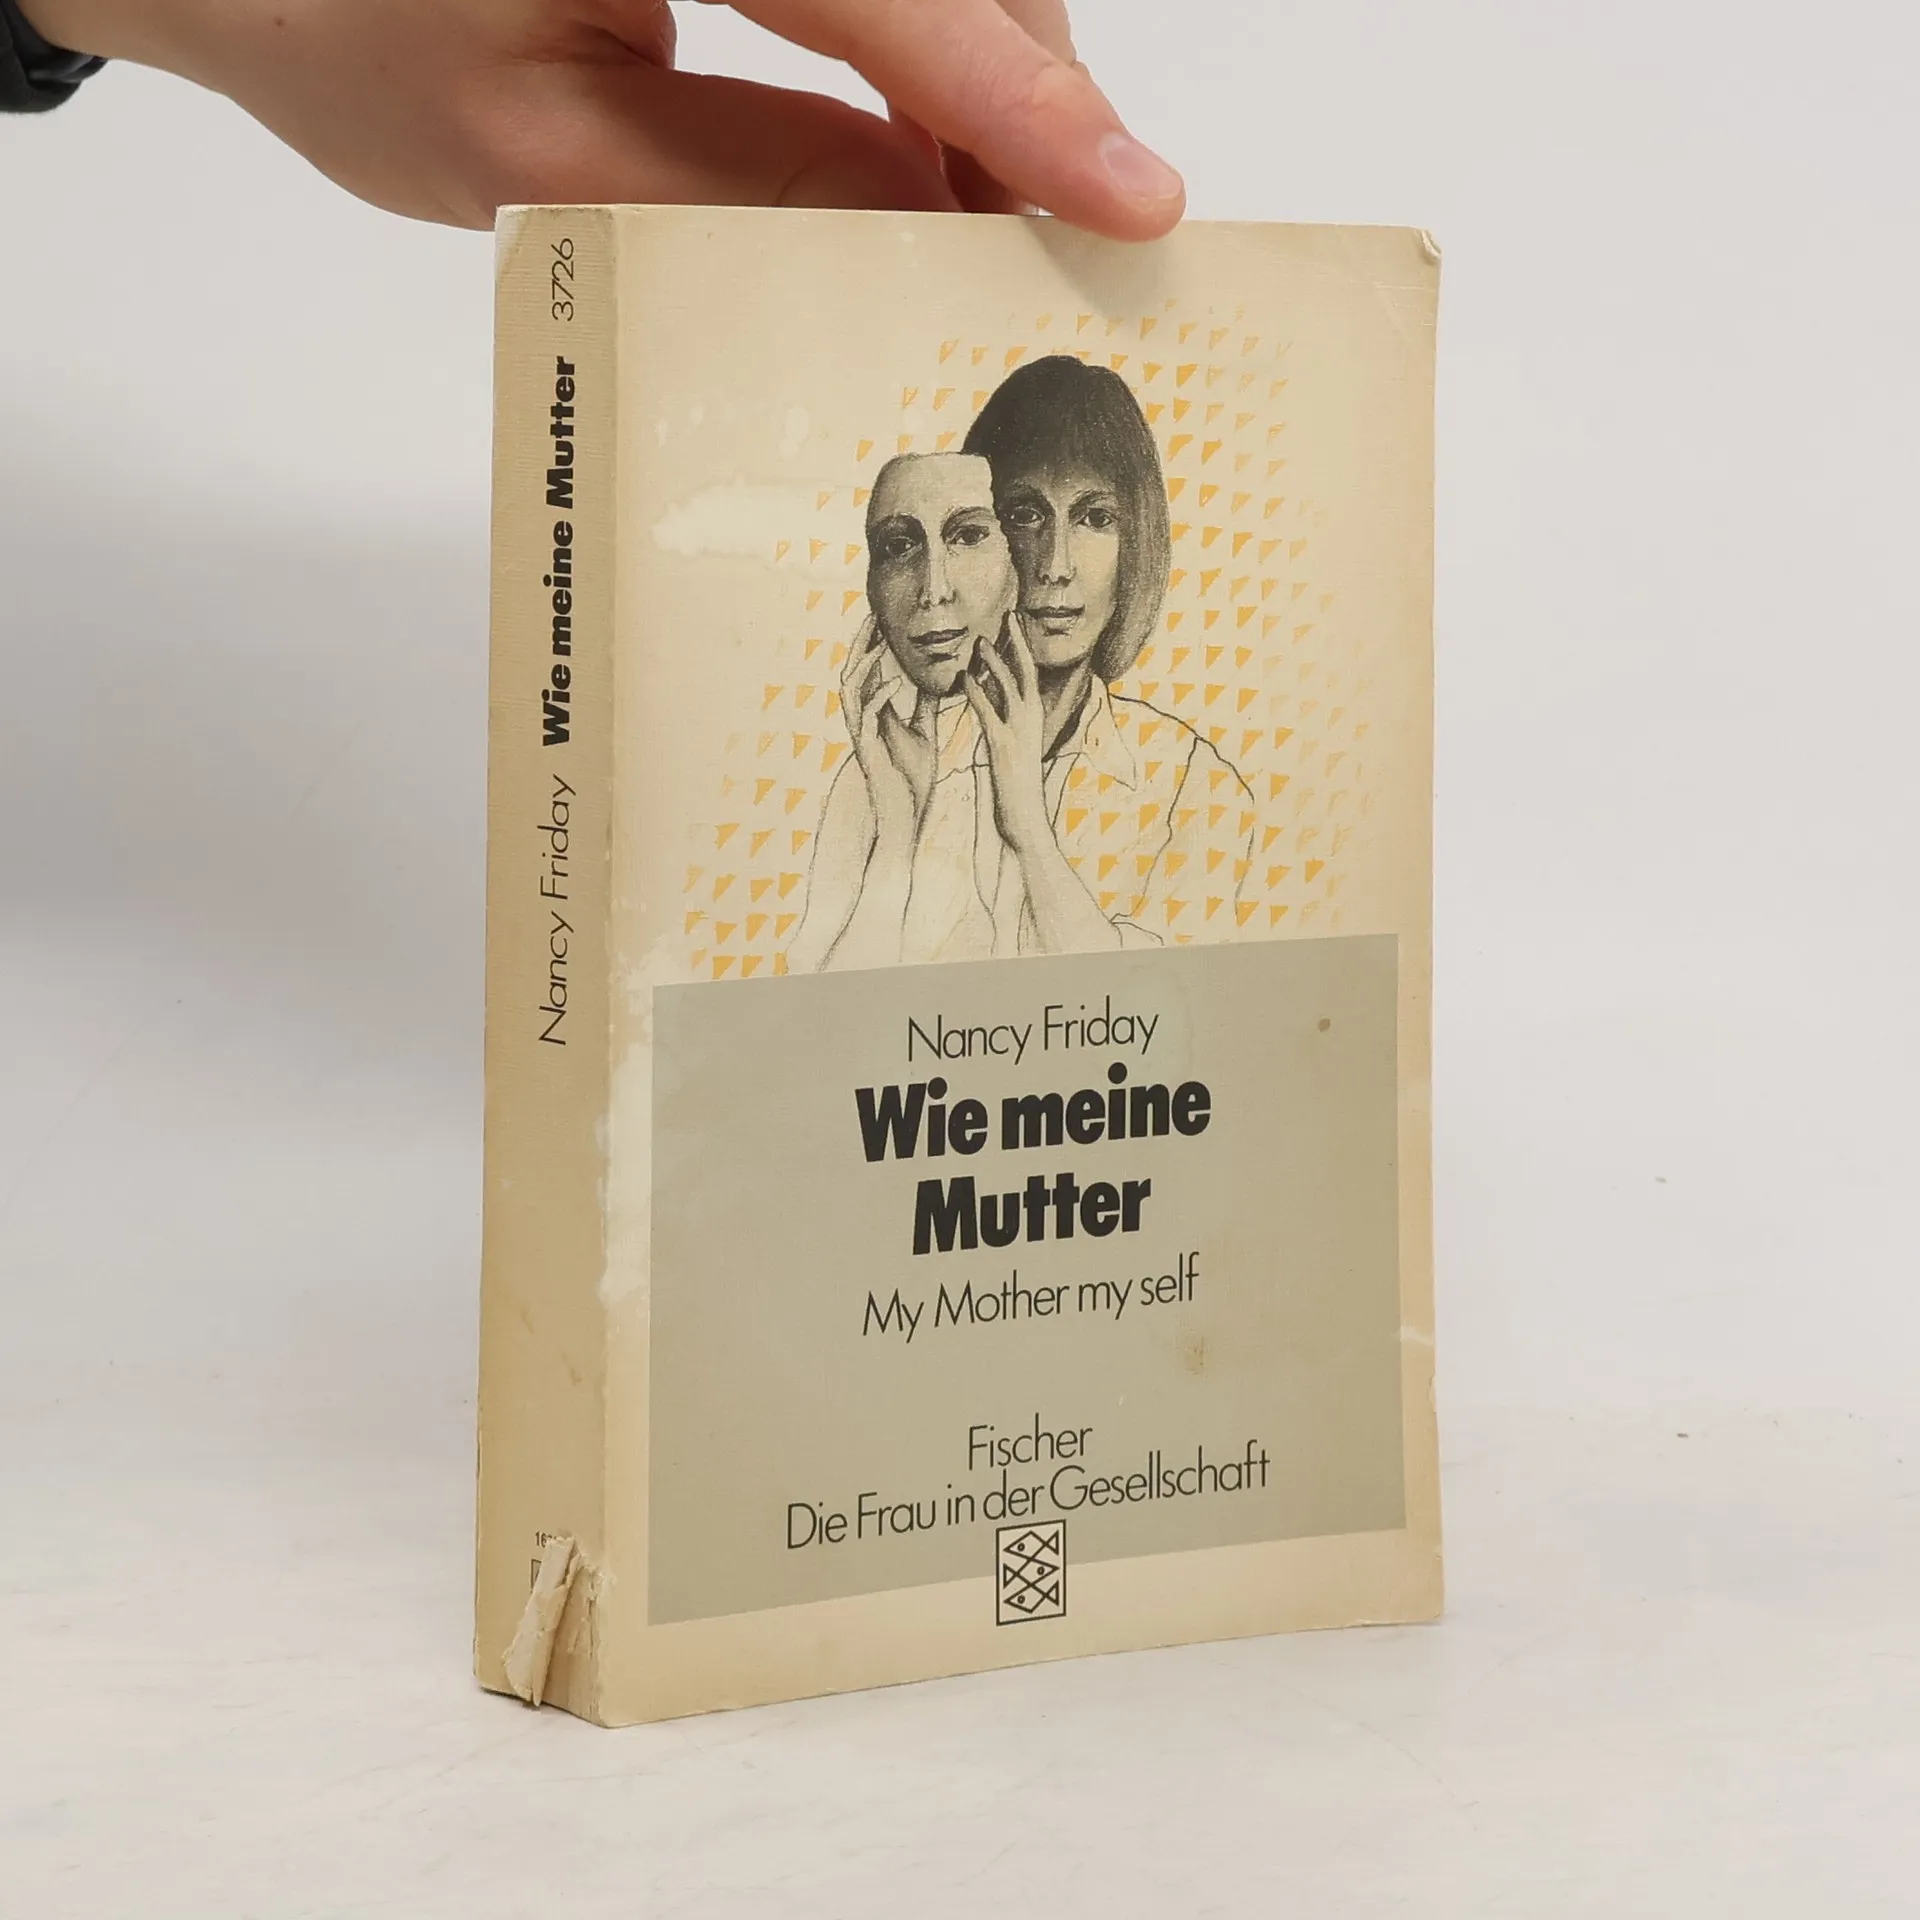 Nancy Friday Wie meine Mutter 3726
Nancy Friday
Wie meine
Mutter
My Mother my self
Fischer
Die Frau in der Gesellschaft